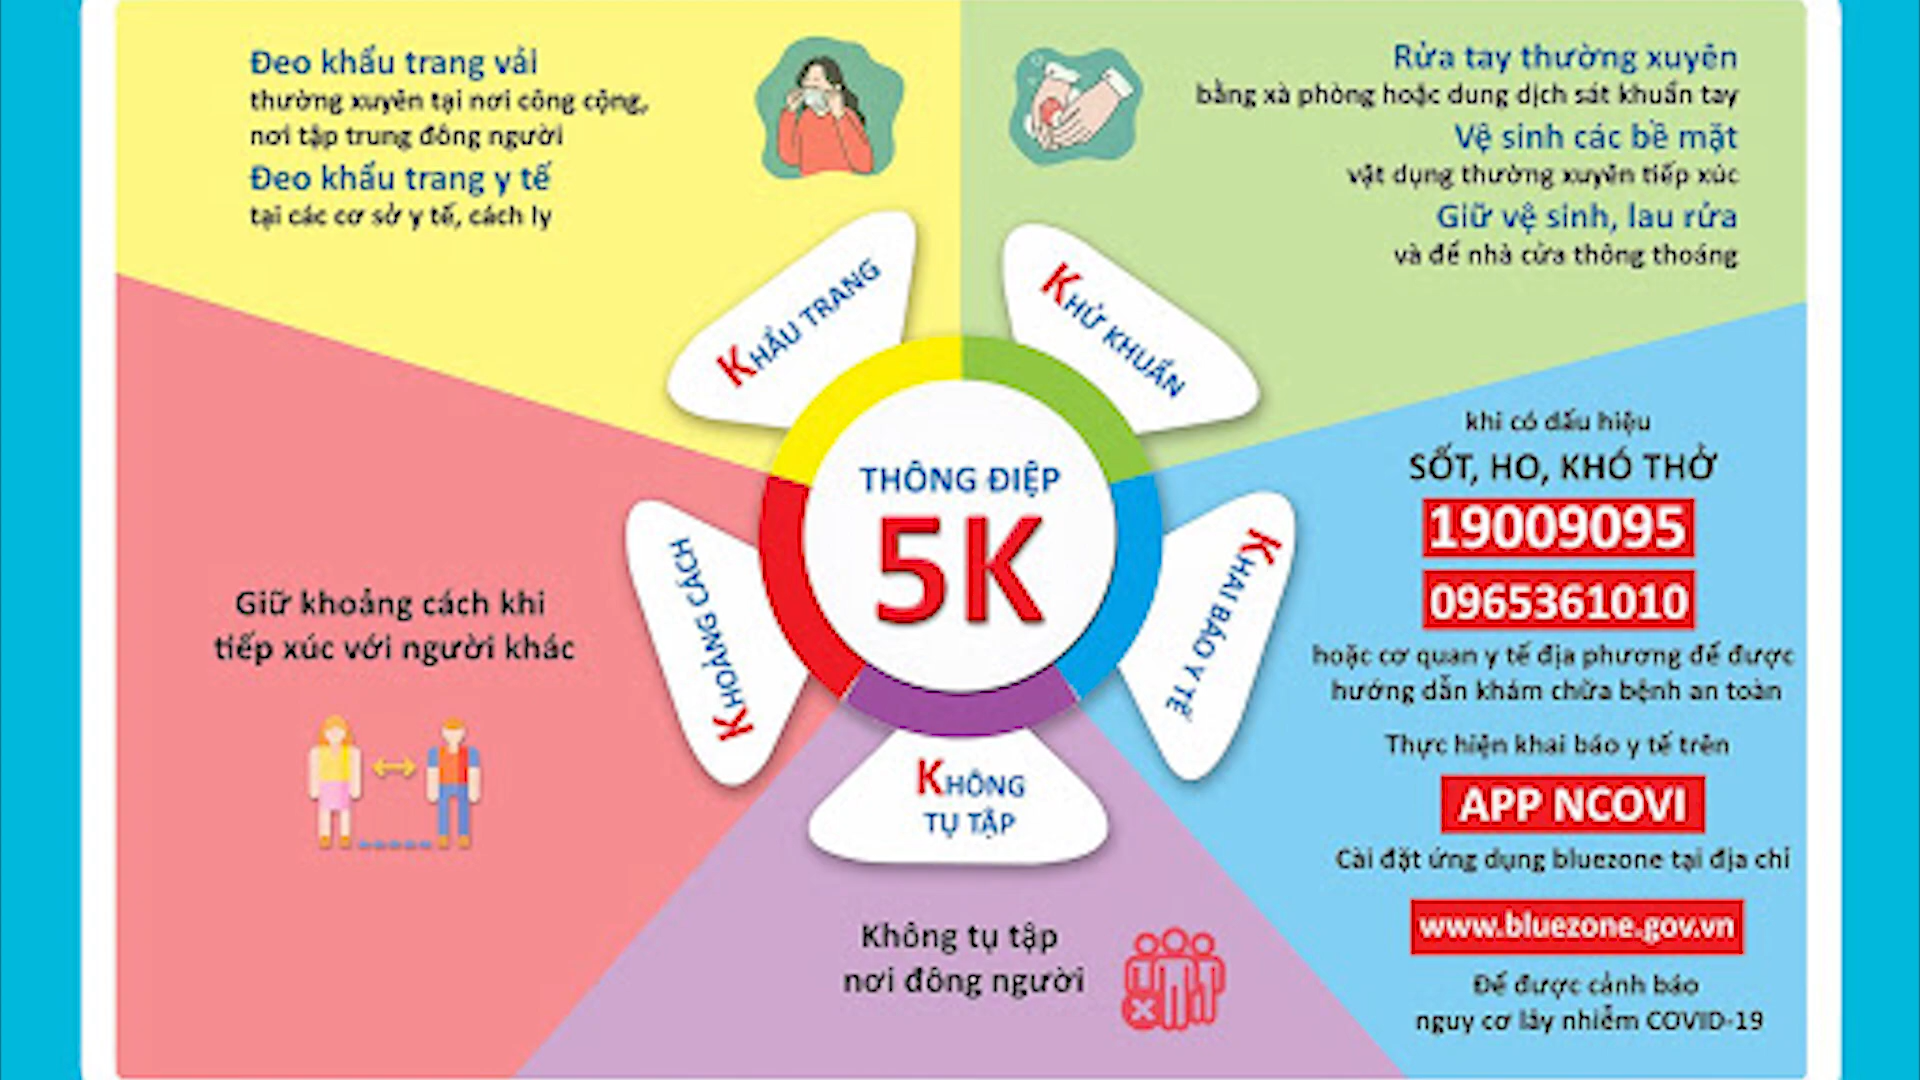 Đeo khẩu trang vải
thường xuyên tại nơi công cộng,
nơi tập trung đông người
Đeo khẩu trang y tế
tại các cơ sở y tế, cách ly
Rửa tay thường xuyên
bằng xà phòng hoặc dung dịch sát khuẩn tay
Vệ sinh các bề mặt
vật dụng thường xuyên tiếp xúc
Giữ vệ sinh, lau rửa
và để nhà cửa thông thoáng
KHẨU TRANG
KHỬ KHUẨN
THÔNG ĐIỆP
5K
KHOẢNG CÁCH
KHAI BÁO Y TẾ
KHÔNG
TỤ TẬP
Giữ khoảng cách khi
tiếp xúc với người khác
Không tụ tập
nơi đông người
khi có dấu hiệu
SỐT, HO, KHÓ THỞ
19009095
0965361010
hoặc cơ quan y tế địa phương để được
hướng dẫn khám chữa bệnh an toàn
Thực hiện khai báo y tế trên
APP NCOVI
Cài đặt ứng dụng bluezone tại địa chỉ
www.bluezone.gov.vn
Để được cảnh báo
nguy cơ lây nhiễm COVID-19